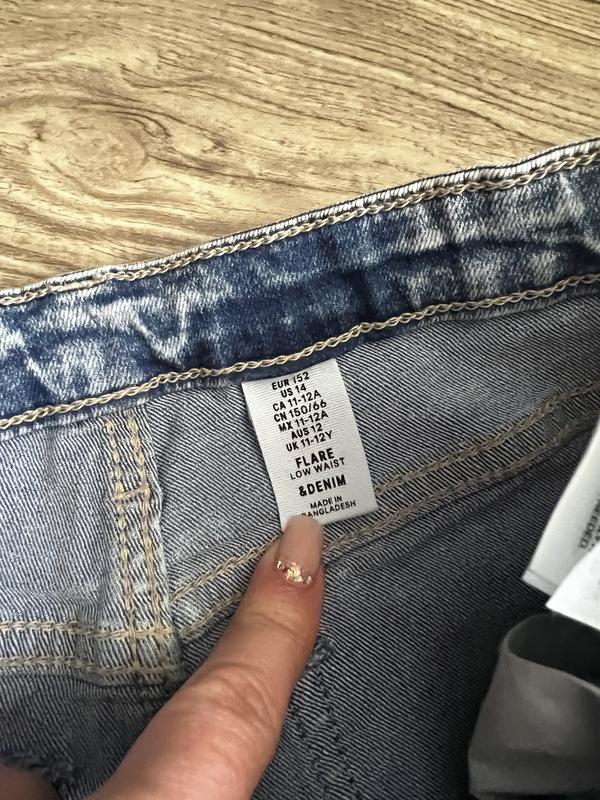 EUR 152
US 14
CA 11-12A
CN 150/66
MX 11-12A
AUS 12
UK 11-12Y
FLARE
LOW WAIST
&DENIM
MADE IN
BANGLADESH
NEEDED.